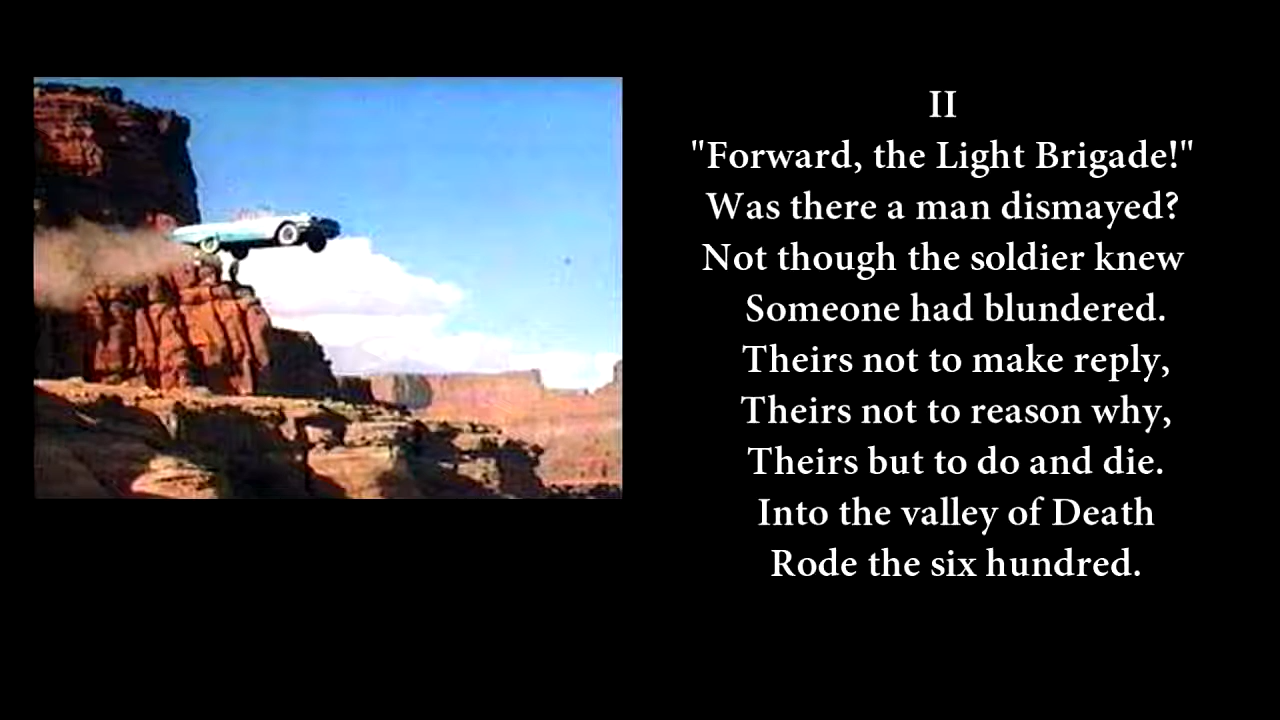 II
"Forward, the Light Brigade!"
Was there a man dismayed?
Not though the soldier knew
Someone had blundered.
Theirs not to make reply,
Theirs not to reason why,
Theirs but to do and die.
Into the valley of Death
Rode the six hundred.